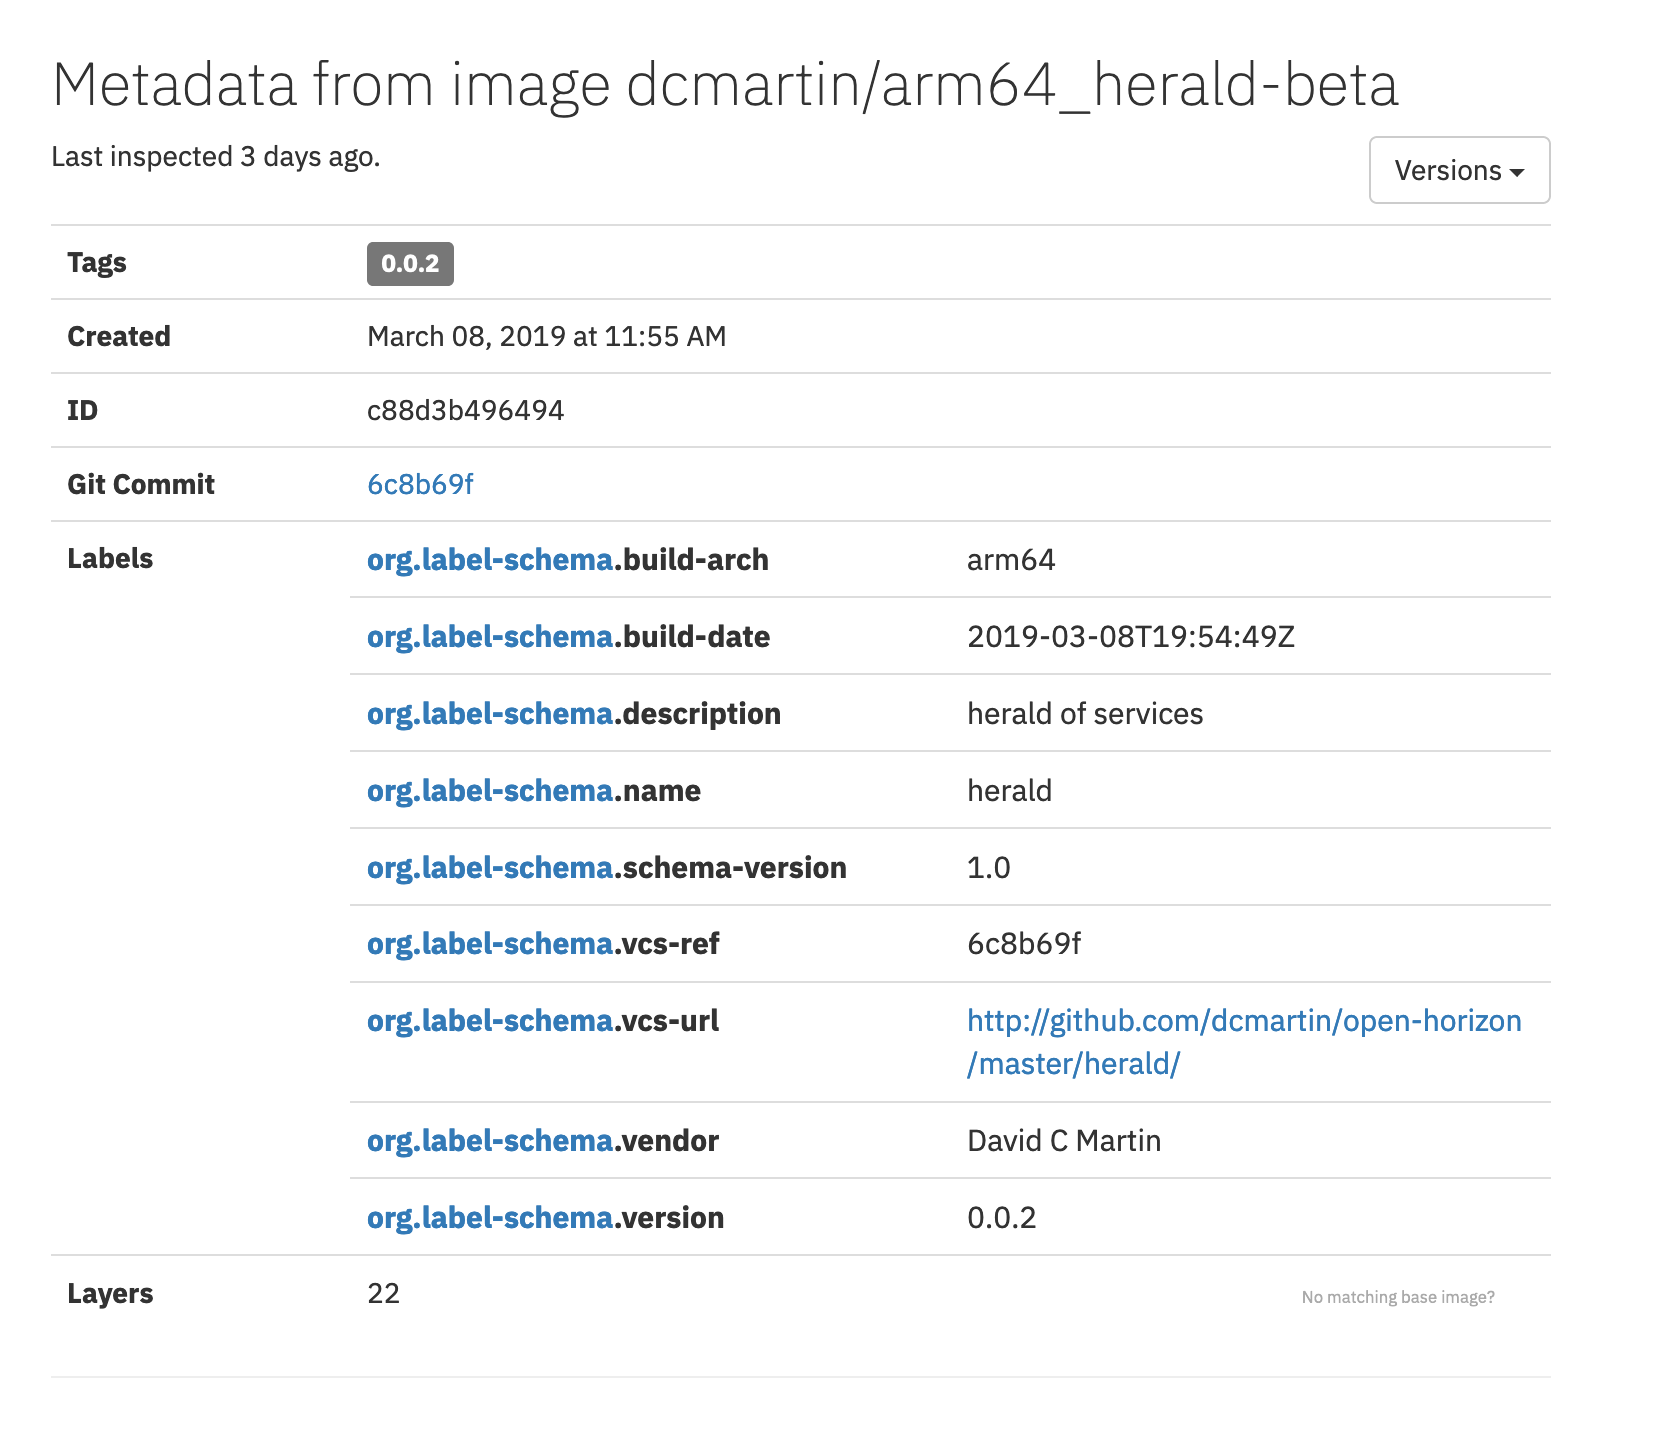 Metadata from image dcmartin/arm64_herald-beta
Last inspected 3 days ago.
Versions
Tags 0.0.2
Created March 08, 2019 at 11:55 AM
ID c88d3b496494
Git Commit 6c8b69f
Labels org.label-schema.build-arch arm64
org.label-schema.build-date 2019-03-08T19:54:49Z
org.label-schema.description herald of services
org.label-schema.name herald
org.label-schema.schema-version 1.0
org.label-schema.vcs-ref 6c8b69f
org.label-schema.vcs-url http://github.com/dcmartin/open-horizon
/master/herald/
org.label-schema.vendor David C Martin
org.label-schema.version 0.0.2
Layers 22 No matching base image?